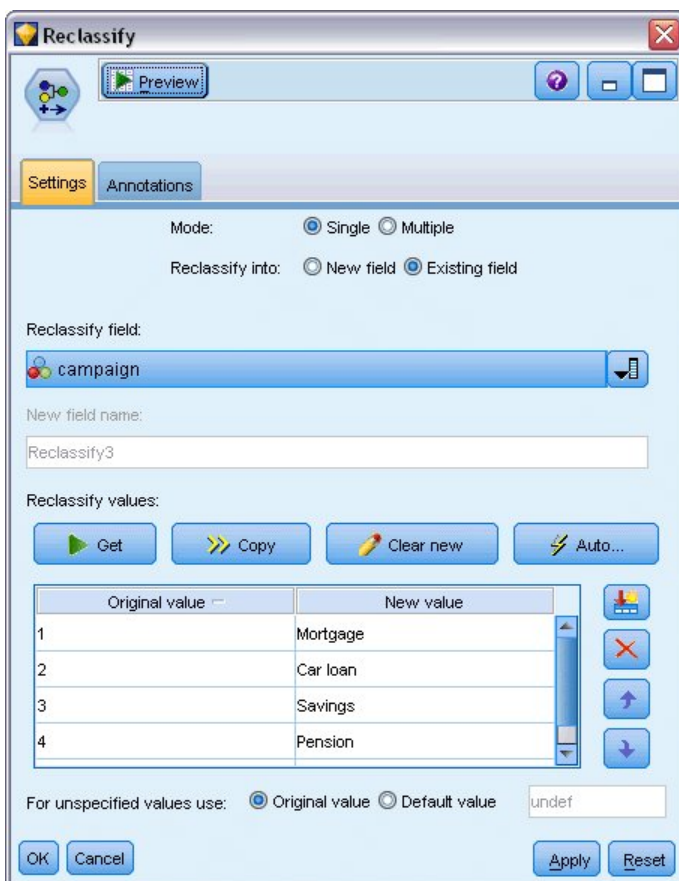 Reclassify
Preview
Settings Annotations
Mode: Single Multiple
Reclassify into: New field Existing field
Reclassify field:
campaign
New field name:
Reclassify3
Reclassify values:
Get Copy Clear new Auto...
Original value New value
1 Mortgage
2 Car loan
3 Savings
4 Pension
For unspecified values use: Original value Default value undef
OK Cancel Apply Reset